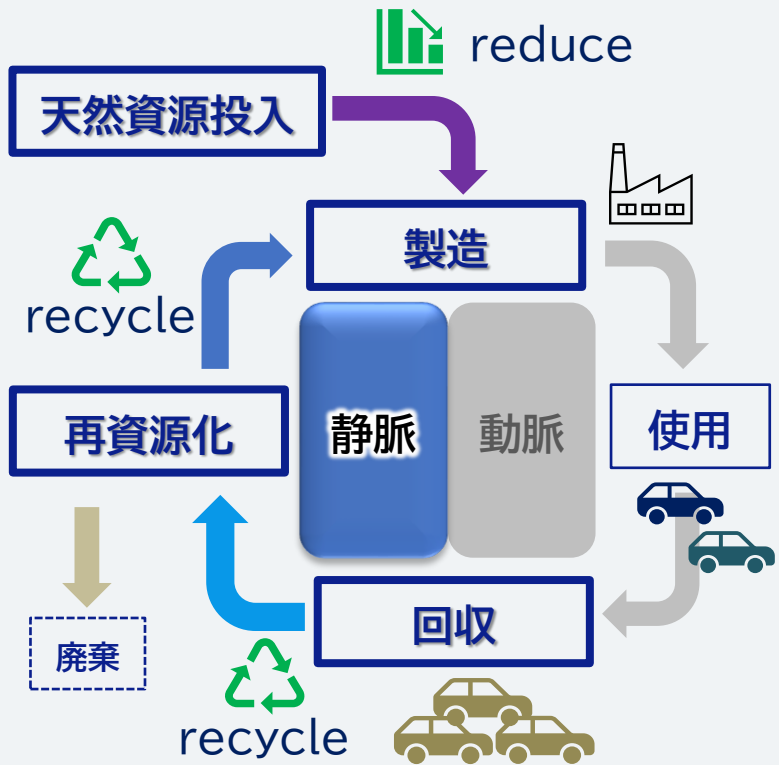 reduce
天然資源投入
製造
recycle
再資源化
静脈
動脈
使用
廃棄
回収
recycle